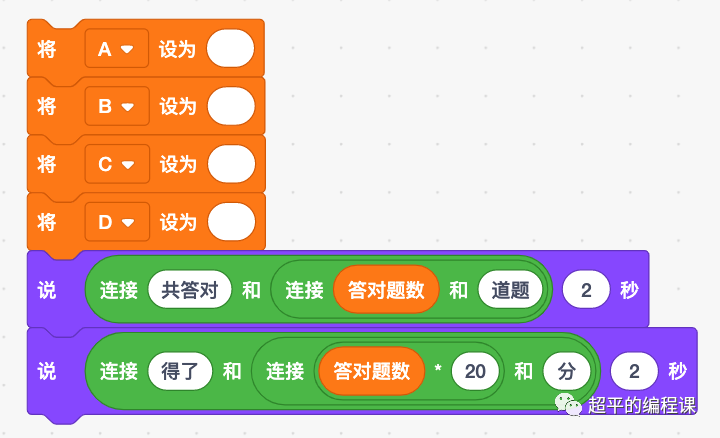 将 A 设为
将 B 设为
将 C 设为
将 D 设为
说 连接 共答对 和 连接 答对题数 和 道题 2 秒
说 连接 得了 和 连接 答对题数 * 20 和 分 2 秒
超平的编程课